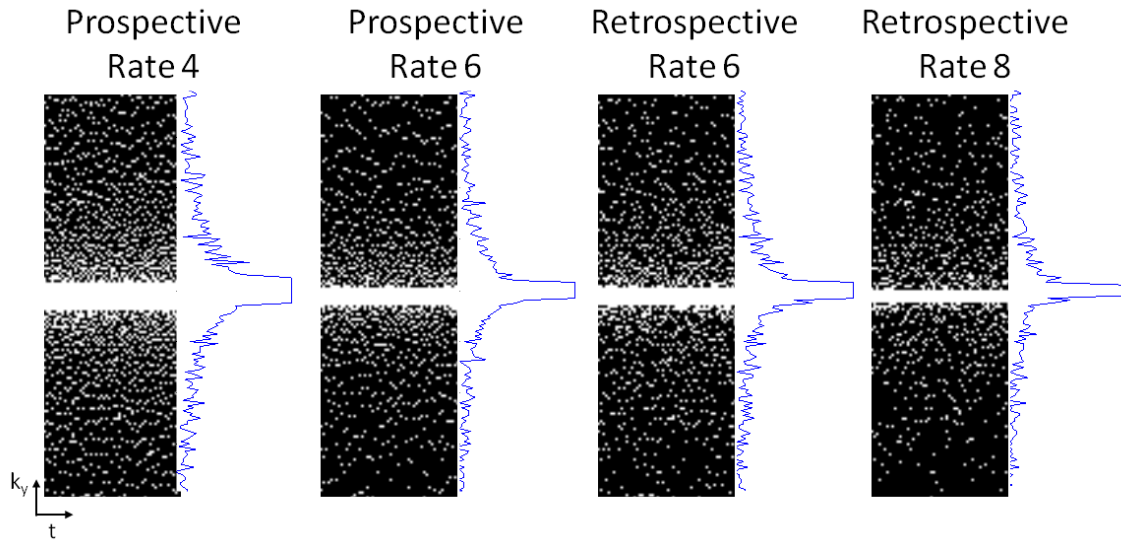 Prospective
Rate 4
Prospective
Rate 6
Retrospective
Rate 6
Retrospective
Rate 8
ky
t